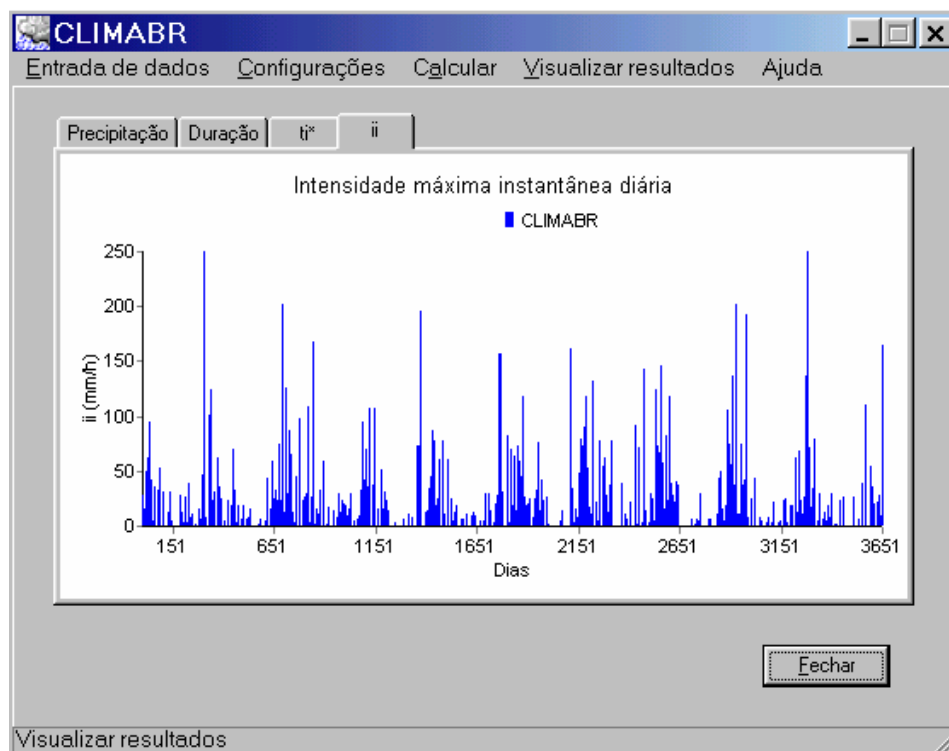 CLIMABR
Entrada de dados Configurações Calcular Visualizar resultados Ajuda
Precipitação Duração ti* ii
Intensidade máxima instantânea diária
CLIMABR
250
200
150
100
50
0
ii (mm/h)
151 651 1151 1651 2151 2651 3151 3651
Dias
Fechar
Visualizar resultados